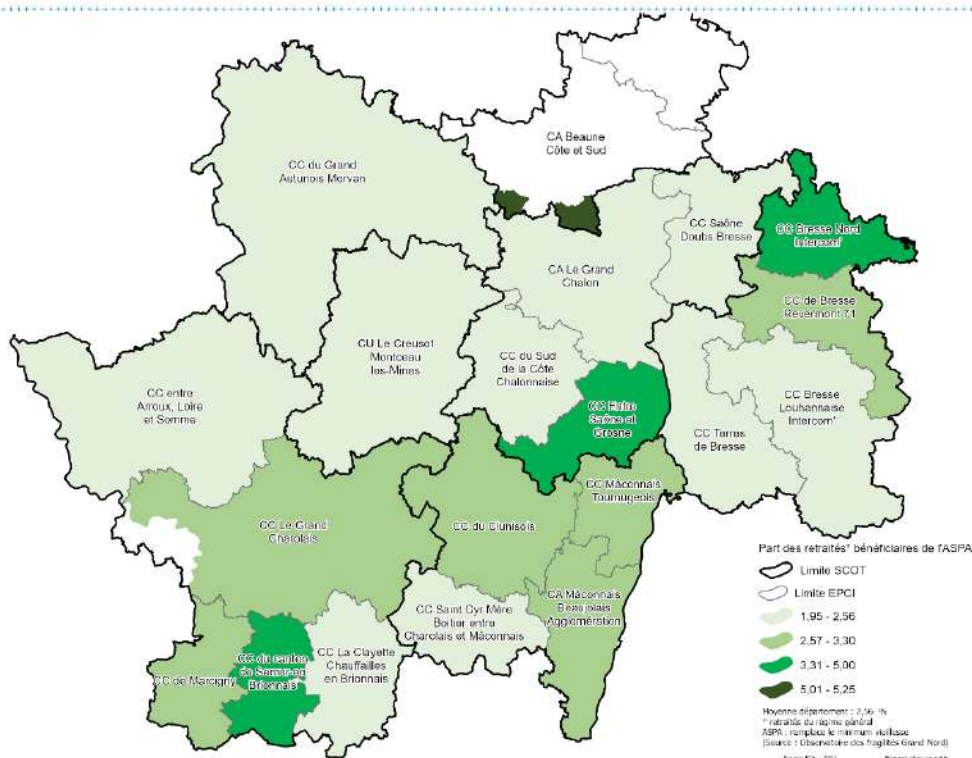 CA Beaune
Côte et Sud
CC du Grand
Autunois Morvan
CC Saône
Doubs Bresse
CC Bresse Nord
Intercom'
CA Le Grand
Chalon
CC de Bresse
Revermont 71
CU Le Creusot
Montceau
les-Mines
CC du Sud
de la Côte
Chalonnaise
CC entre
Arroux, Loire
et Somme
CC Entre
Saône et
Grosne
CC Bresse
Louhannaise
Intercom'
CC Terres
de Bresse
CC Mâconnais
Tournugeois
CC Le Grand
Charolais
CC du Clunisois
CA Mâconnais
Beaujolais
Agglomération
CC Saint Cyr Mère
Boitier entre
Charolais et Mâconnais
CC du canton
de Semur-en
Brionnais
CC La Clayette
Chauffailles
en Brionnais
CC de Marcigny
Part des retraités* bénéficiaires de l'ASPA
Limite SCOT
Limite EPCI
1,95 - 2,56
2,57 - 3,30
3,31 - 5,00
5,01 - 5,25
Moyenne département : 2,56 %
* retraités du régime général
ASPA : remplace le minimum vieillesse
(Source : Observatoire des fragilités Grand Nord)